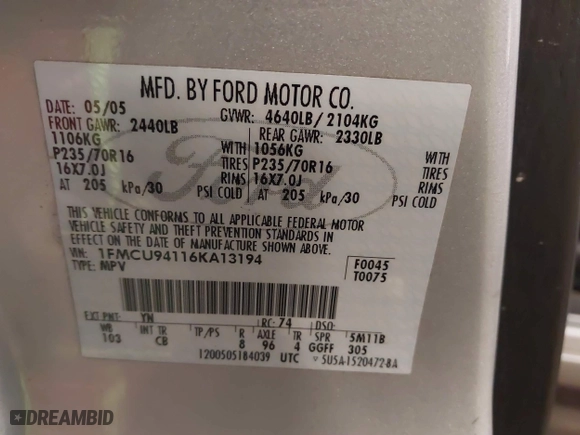 MFD. BY FORD MOTOR CO.
DATE: 05/05 GVWR: 4640LB/2104KG
FRONT GAWR: 2440LB REAR GAWR: 2330LB
1106KG WITH 1056KG WITH
P235/70R16 TIRES P235/70R16 TIRES
16X7.0J RIMS 16X7.0J RIMS
AT 205 kPa/30 PSI COLD AT 205 kPa/30 PSI COLD
Ford
THIS VEHICLE CONFORMS TO ALL APPLICABLE FEDERAL MOTOR
VEHICLE SAFETY AND THEFT PREVENTION STANDARDS IN
EFFECT ON THE DATE OF MANUFACTURE SHOWN ABOVE.
VIN: 1FMCU94116KA13194 F0045
TYPE: MPV T0075
EXT PNT: YN RC: 74 DSO:
WB INT TR TP/PS R AXLE TR SPR 5M11B
103 CB 8 96 4 GGFF 305
1200505184039 UTC 5U5A-1520472-BA
DREAMBID